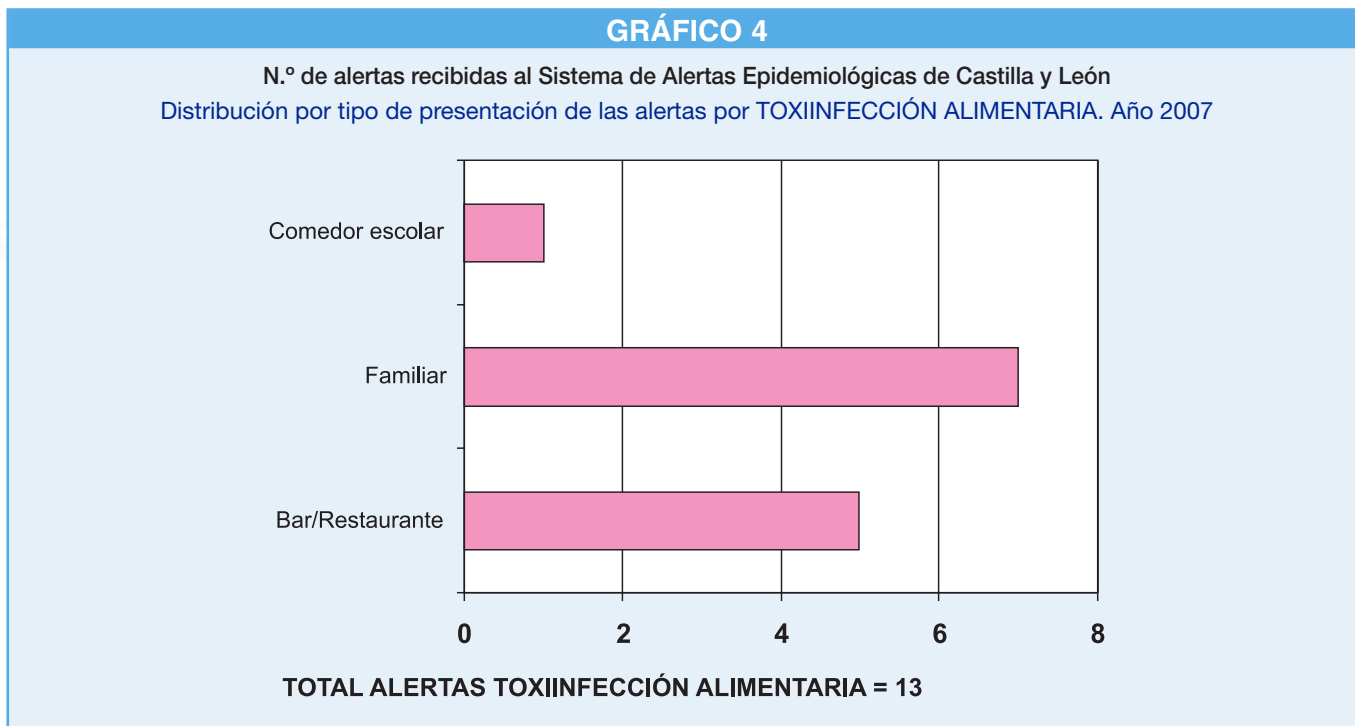 GRÁFICO 4
N.º de alertas recibidas al Sistema de Alertas Epidemiológicas de Castilla y León
Distribución por tipo de presentación de las alertas por TOXIINFECCIÓN ALIMENTARIA. Año 2007
Comedor escolar
Familiar
Bar/Restaurante
0 2 4 6 8
TOTAL ALERTAS TOXIINFECCIÓN ALIMENTARIA = 13